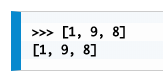 >>> [1, 9, 8]
[1, 9, 8]